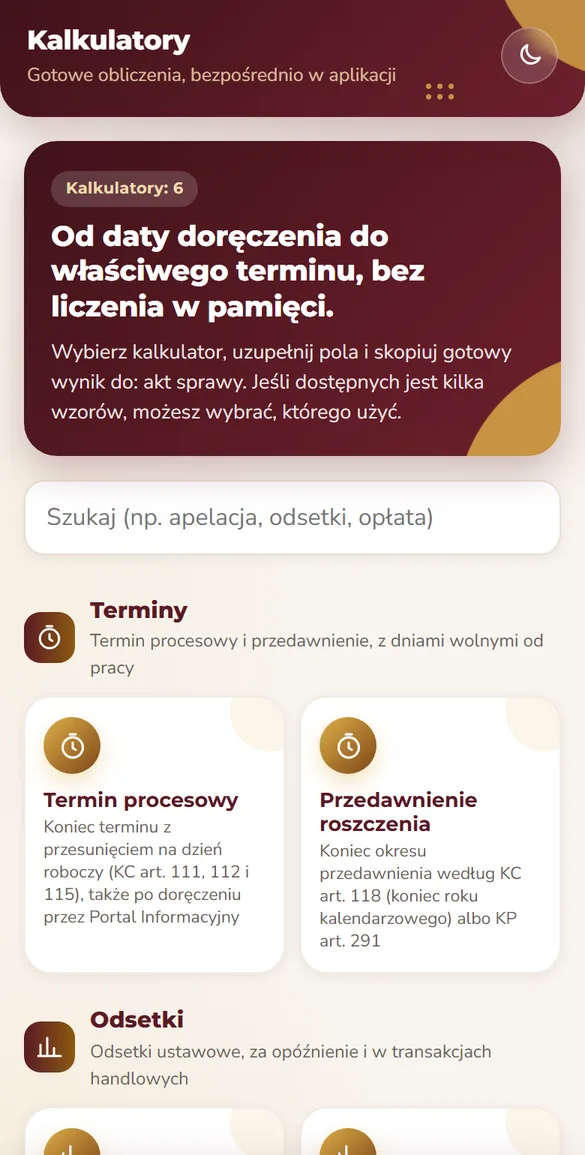 Kalkulatory
Gotowe obliczenia, bezpośrednio w aplikacji
Kalkulatory: 6
Od daty doręczenia do
właściwego terminu, bez
liczenia w pamięci.
Wybierz kalkulator, uzupełnij pola i skopiuj gotowy
wynik do: akt sprawy. Jeśli dostępnych jest kilka
wzorów, możesz wybrać, którego użyć.
Szukaj (np. apelacja, odsetki, opłata)
Terminy
Termin procesowy i przedawnienie, z dniami wolnymi od
pracy
Termin procesowy
Koniec terminu z
przesunięciem na dzień
roboczy (KC art. 111, 112 i
115), także po doręczeniu
przez Portal Informacyjny
Przedawnienie
roszczenia
Koniec okresu
przedawnienia według KC
art. 118 (koniec roku
kalendarzowego) albo KP
art. 291
Odsetki
Odsetki ustawowe, za opóźnienie i w transakcjach
handlowych